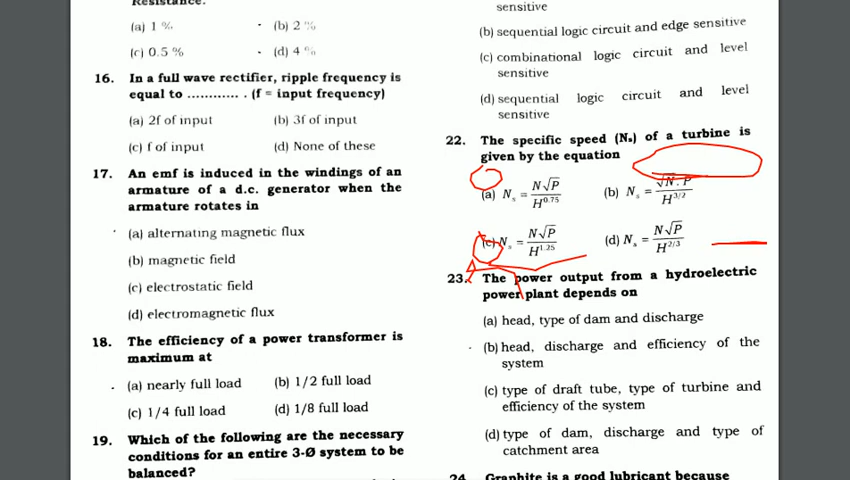 Resistance.
(a) 1 %
(b) 2 %
(c) 0.5 %
(d) 4 %
16. In a full wave rectifier, ripple frequency is
equal to ............ . (f = input frequency)
(a) 2f of input
(b) 3f of input
(c) f of input
(d) None of these
17. An emf is induced in the windings of an
armature of a d.c. generator when the
armature rotates in
(a) alternating magnetic flux
(b) magnetic field
(c) electrostatic field
(d) electromagnetic flux
18. The efficiency of a power transformer is
maximum at
(a) nearly full load
(b) 1/2 full load
(c) 1/4 full load
(d) 1/8 full load
19. Which of the following are the necessary
conditions for an entire 3-Ø system to be
balanced?
sensitive
(b) sequential logic circuit and edge sensitive
(c) combinational logic circuit and level
sensitive
(d) sequential logic circuit and level
sensitive
22. The specific speed (Nₛ) of a turbine is
given by the equation
(a) Nₛ = N√P / H^0.75
(b) Nₛ = √N . P / H^3/2
(c) Nₛ = N√P / H^1.25
(d) Nₛ = N√P / H^2/3
23. The power output from a hydroelectric
power plant depends on
(a) head, type of dam and discharge
(b) head, discharge and efficiency of the
system
(c) type of draft tube, type of turbine and
efficiency of the system
(d) type of dam, discharge and type of
catchment area
24. Graphite is a good lubricant because